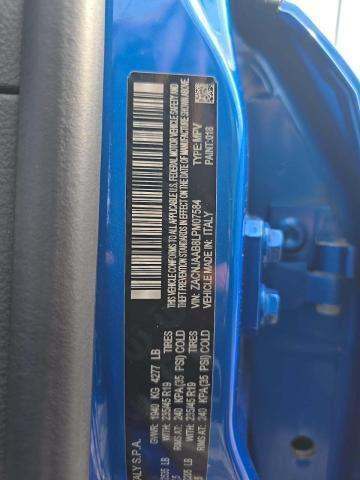 ALY S.P.A.
GVWR: 1940 KG 4277 LB
WITH TIRES
235/45 R19
RIMS AT: 240 KPA(35 PSI) COLD
WITH TIRES
235/45 R19
RIMS AT: 240 KPA(35 PSI) COLD
THIS VEHICLE CONFORMS TO ALL APPLICABLE U.S. FEDERAL MOTOR VEHICLE SAFETY AND
THEFT PREVENTION STANDARDS IN EFFECT ON THE DATE OF MANUFACTURE SHOWN ABOVE.
VIN: ZACNJAAB8LPM07584 TYPE:MPV
VEHICLE MADE IN: ITALY PAINT:018